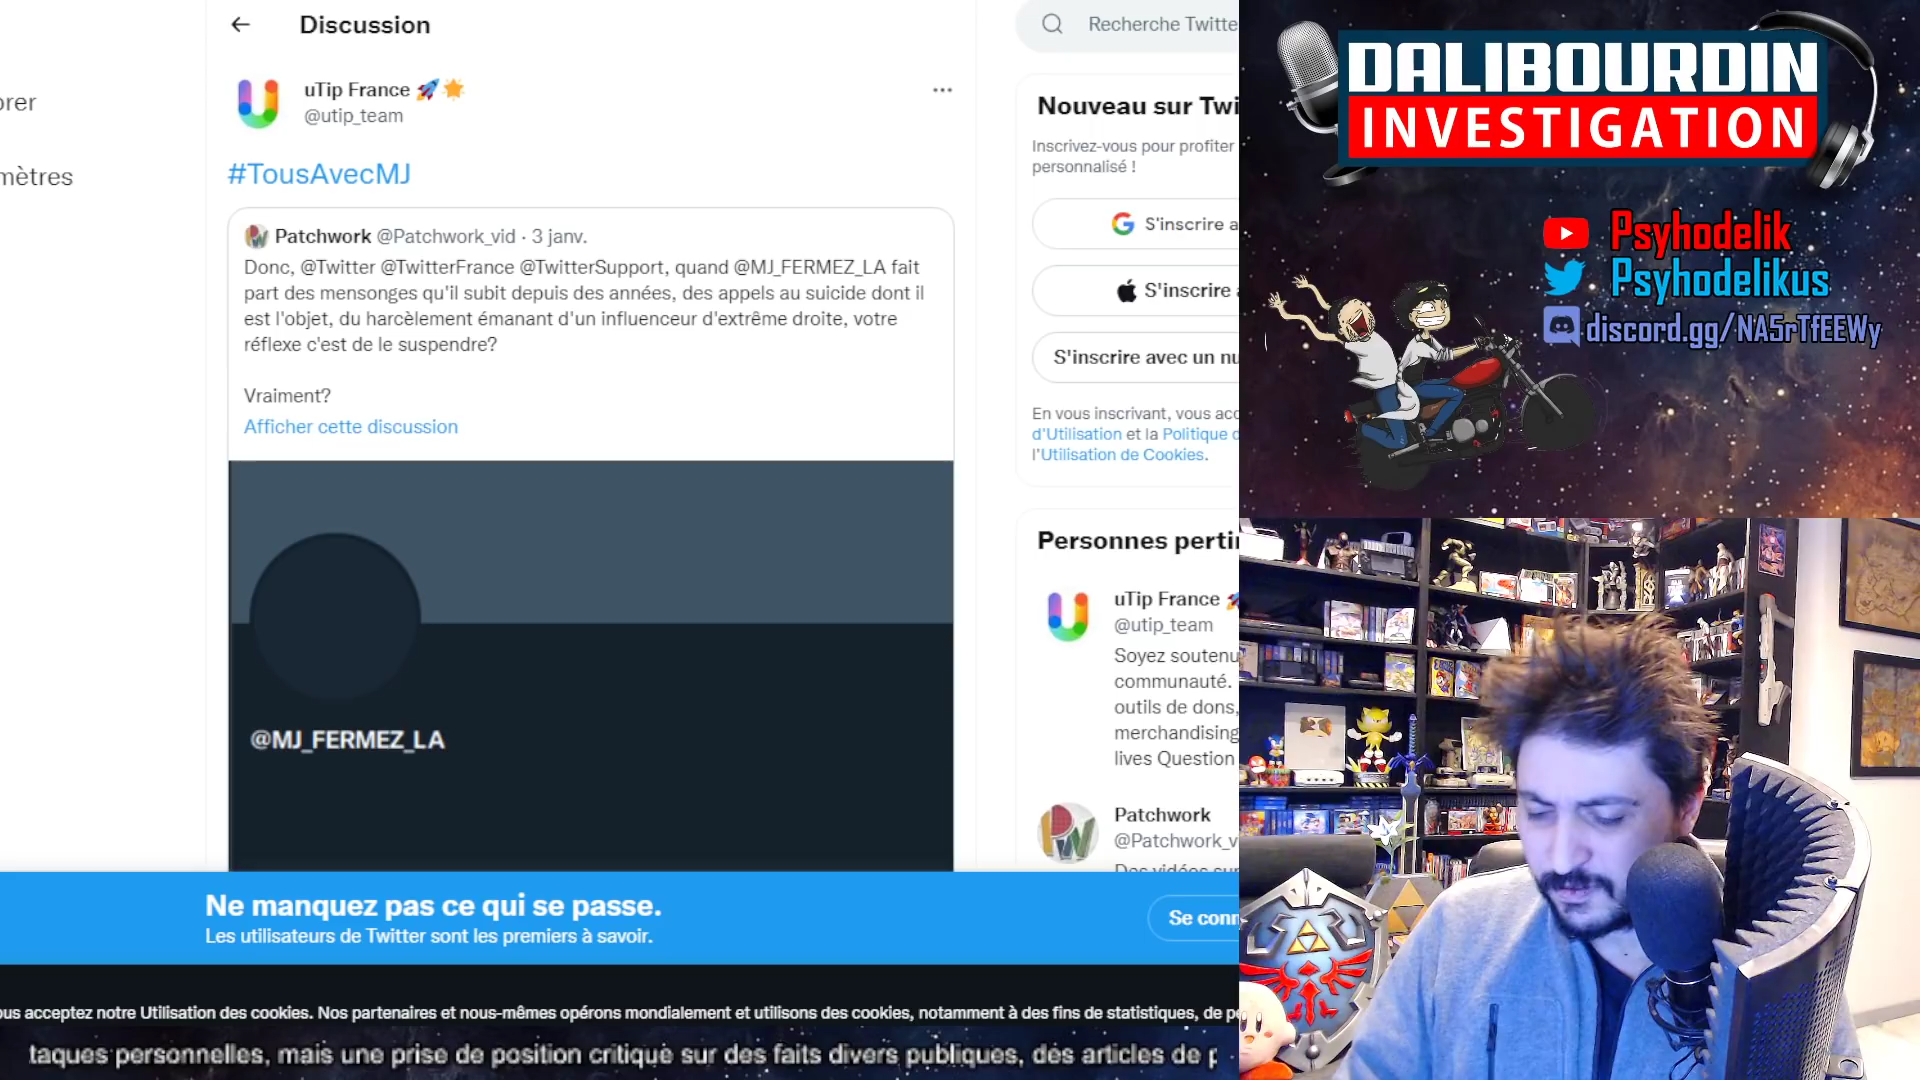 Discussion
Recherche Twitte
orer
mètres
uTip France
@utip_team
#TousAvecMJ
Patchwork @Patchwork_vid · 3 janv.
Donc, @Twitter @TwitterFrance @TwitterSupport, quand @MJ_FERMEZ_LA fait
part des mensonges qu'il subit depuis des années, des appels au suicide dont il
est l'objet, du harcèlement émanant d'un influenceur d'extrême droite, votre
réflexe c'est de le suspendre?
Vraiment?
Afficher cette discussion
@MJ_FERMEZ_LA
Nouveau sur Twi
Inscrivez-vous pour profiter
personnalisé !
S'inscrire a
S'inscrire a
S'inscrire avec un nu
En vous inscrivant, vous acc
d'Utilisation et la Politique d
l'Utilisation de Cookies.
Personnes perti
uTip France
@utip_team
Soyez soutenu
communauté.
outils de dons,
merchandising
lives Question
Patchwork
@Patchwork_v
Des vidéos sur
Ne manquez pas ce qui se passe.
Les utilisateurs de Twitter sont les premiers à savoir.
Se conn
ous acceptez notre Utilisation des cookies. Nos partenaires et nous-mêmes opérons mondialement et utilisons des cookies, notamment à des fins de statistiques, de pe
taques personnelles, mais une prise de position critique sur des faits divers publiques, des articles de p
DALIBOURDIN
INVESTIGATION
Psyhodelik
Psyhodelikus
discord.gg/NA5rTfEEWy